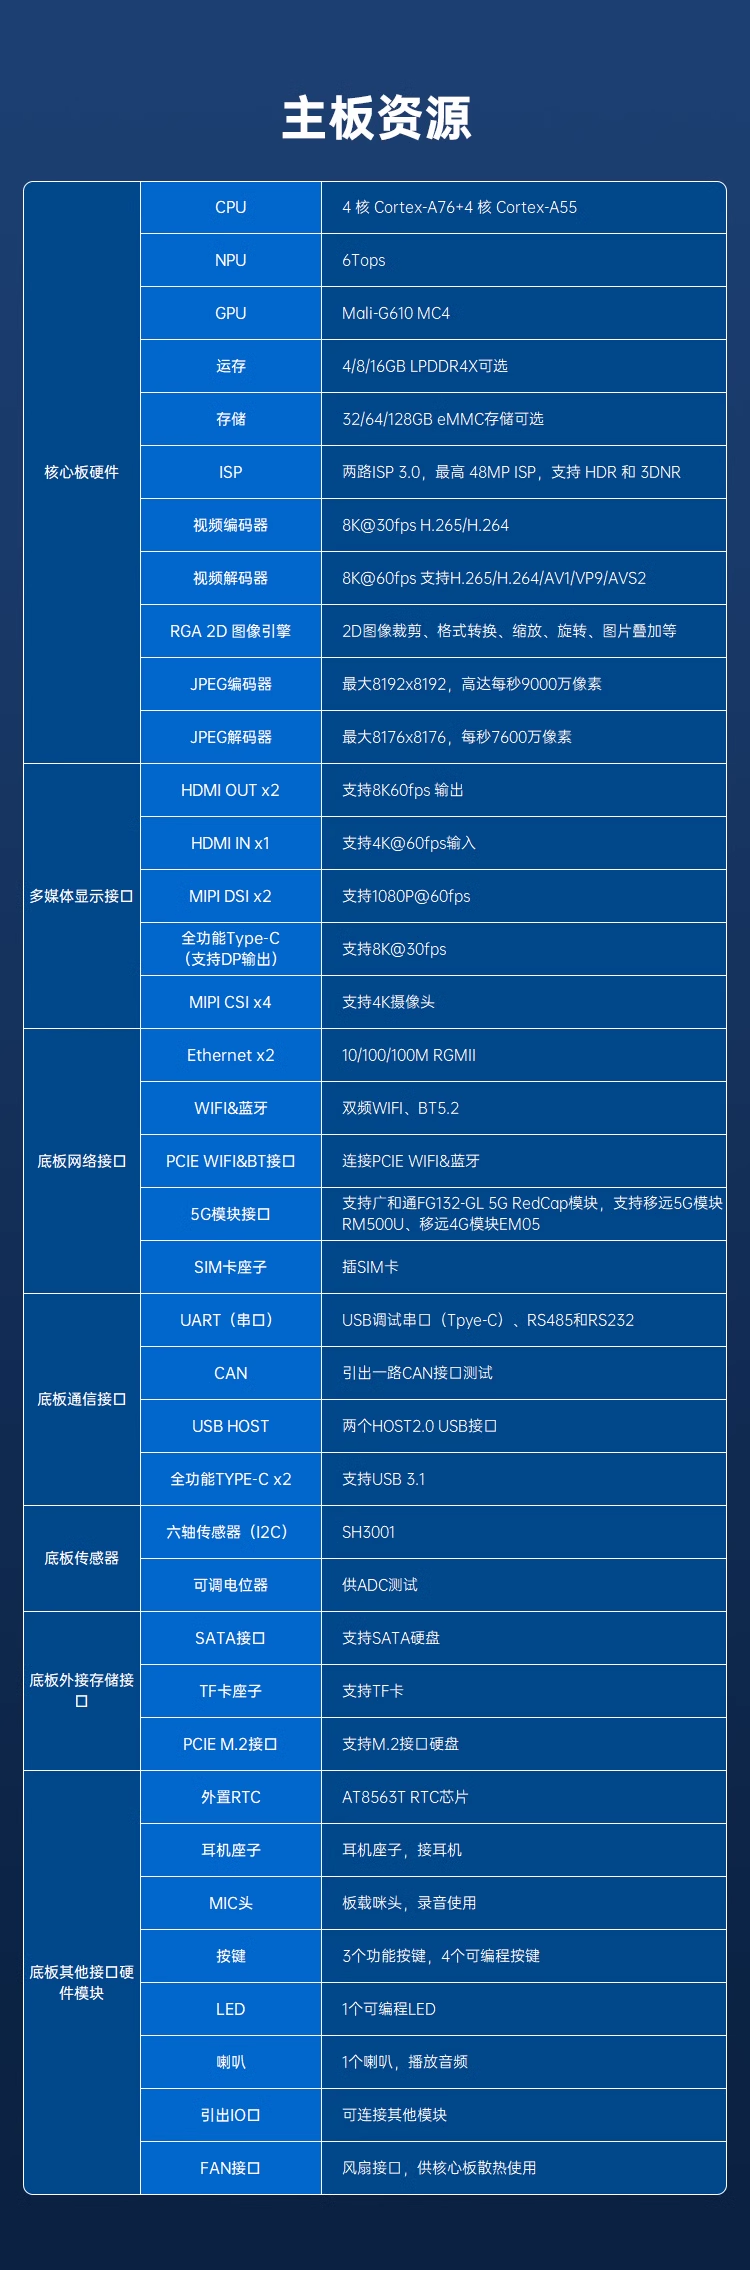 主板资源
核心板硬件
CPU
4 核 Cortex-A76+4 核 Cortex-A55
NPU
6Tops
GPU
Mali-G610 MC4
运存
4/8/16GB LPDDR4X可选
存储
32/64/128GB eMMC存储可选
ISP
两路ISP 3.0，最高 48MP ISP，支持 HDR 和 3DNR
视频编码器
8K@30fps H.265/H.264
视频解码器
8K@60fps 支持H.265/H.264/AV1/VP9/AVS2
RGA 2D 图像引擎
2D图像裁剪、格式转换、缩放、旋转、图片叠加等
JPEG编码器
最大8192x8192，高达每秒9000万像素
JPEG解码器
最大8176x8176，每秒7600万像素
多媒体显示接口
HDMI OUT x2
支持8K60fps 输出
HDMI IN x1
支持4K@60fps输入
MIPI DSI x2
支持1080P@60fps
全功能Type-C
（支持DP输出）
支持8K@30fps
MIPI CSI x4
支持4K摄像头
底板网络接口
Ethernet x2
10/100/100M RGMII
WIFI&蓝牙
双频WIFI、BT5.2
PCIE WIFI&BT接口
连接PCIE WIFI&蓝牙
5G模块接口
支持广和通FG132-GL 5G RedCap模块，支持移远5G模块
RM500U、移远4G模块EM05
SIM卡座子
插SIM卡
底板通信接口
UART（串口）
USB调试串口（Tpye-C）、RS485和RS232
CAN
引出一路CAN接口测试
USB HOST
两个HOST2.0 USB接口
全功能TYPE-C x2
支持USB 3.1
底板传感器
六轴传感器（I2C）
SH3001
可调电位器
供ADC测试
底板外接存储接
口
SATA接口
支持SATA硬盘
TF卡座子
支持TF卡
PCIE M.2接口
支持M.2接口硬盘
底板其他接口硬
件模块
外置RTC
AT8563T RTC芯片
耳机座子
耳机座子，接耳机
MIC头
板载咪头，录音使用
按键
3个功能按键，4个可编程按键
LED
1个可编程LED
喇叭
1个喇叭，播放音频
引出IO口
可连接其他模块
FAN接口
风扇接口，供核心板散热使用